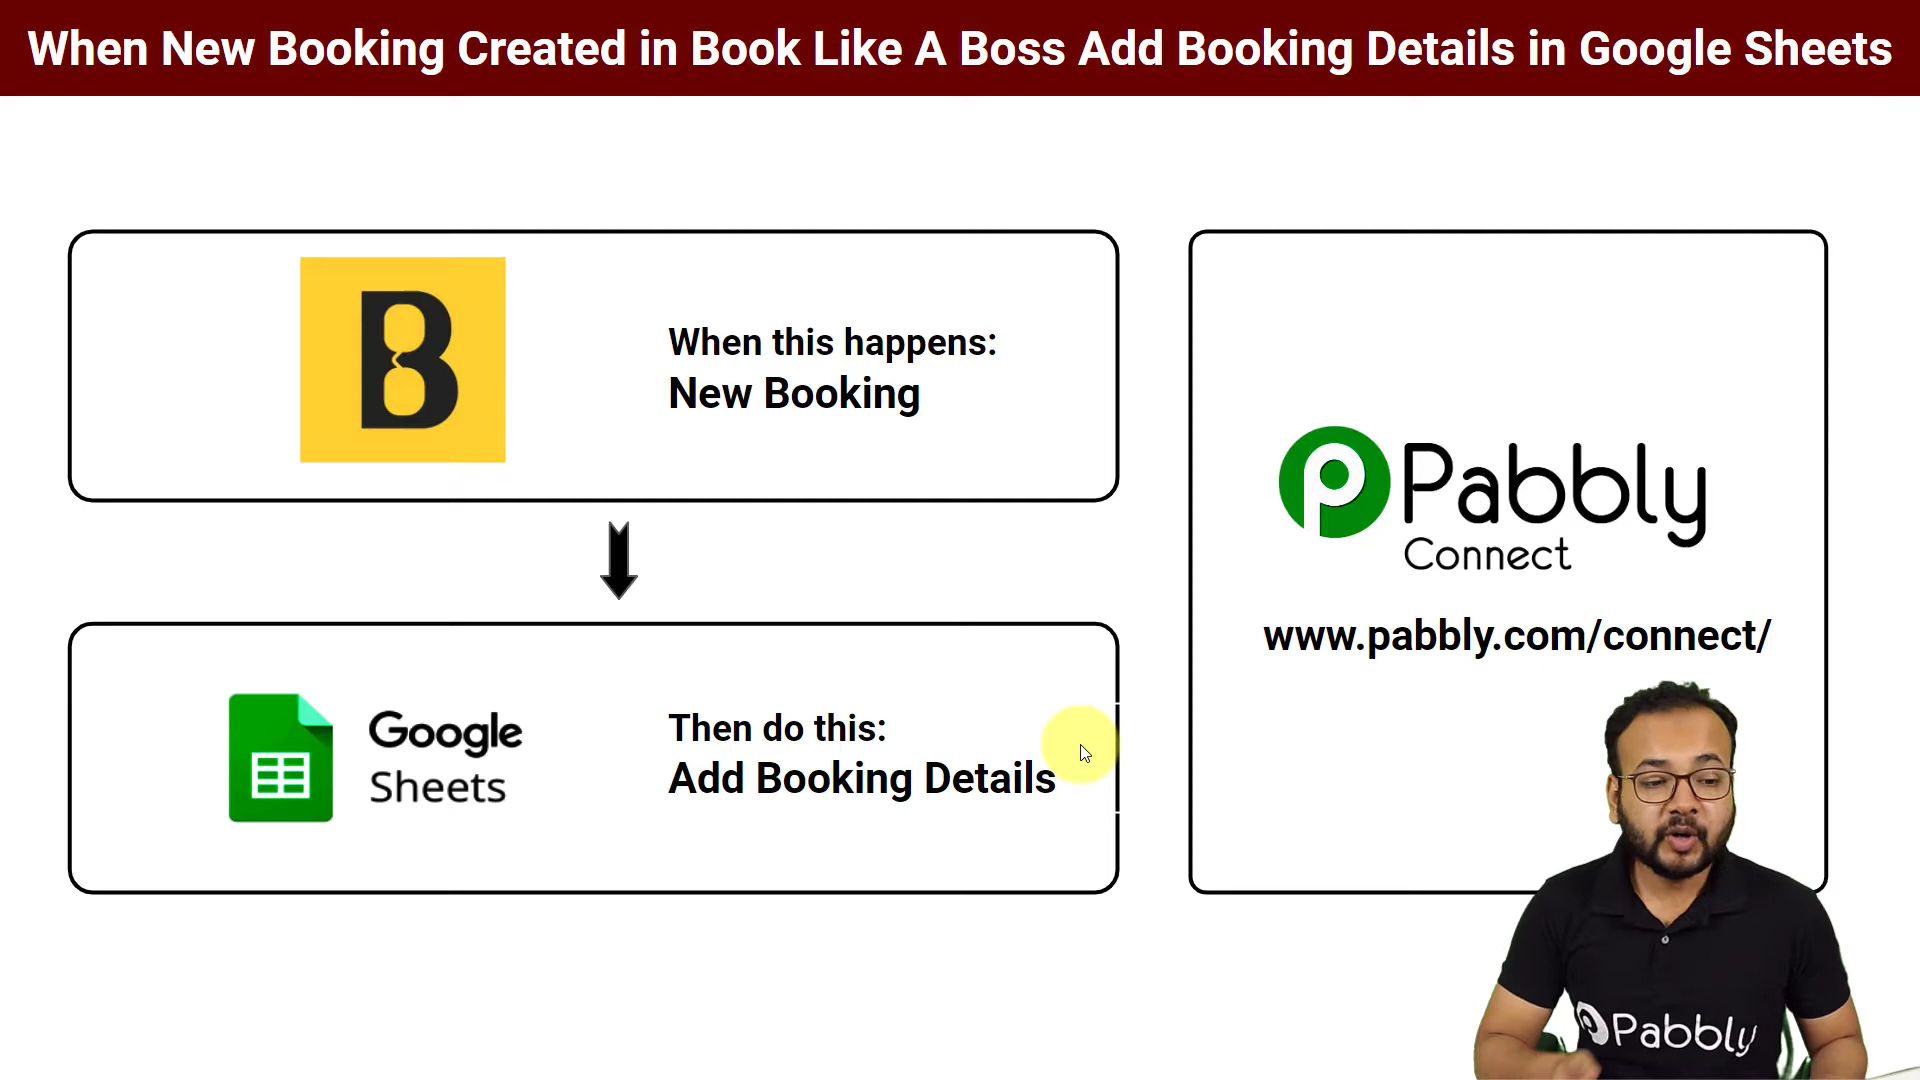 When New Booking Created in Book Like A Boss Add Booking Details in Google Sheets
B
When this happens:
New Booking
Google
Sheets
Then do this:
Add Booking Details
Pabbly
Connect
www.pabbly.com/connect/
Pabbly